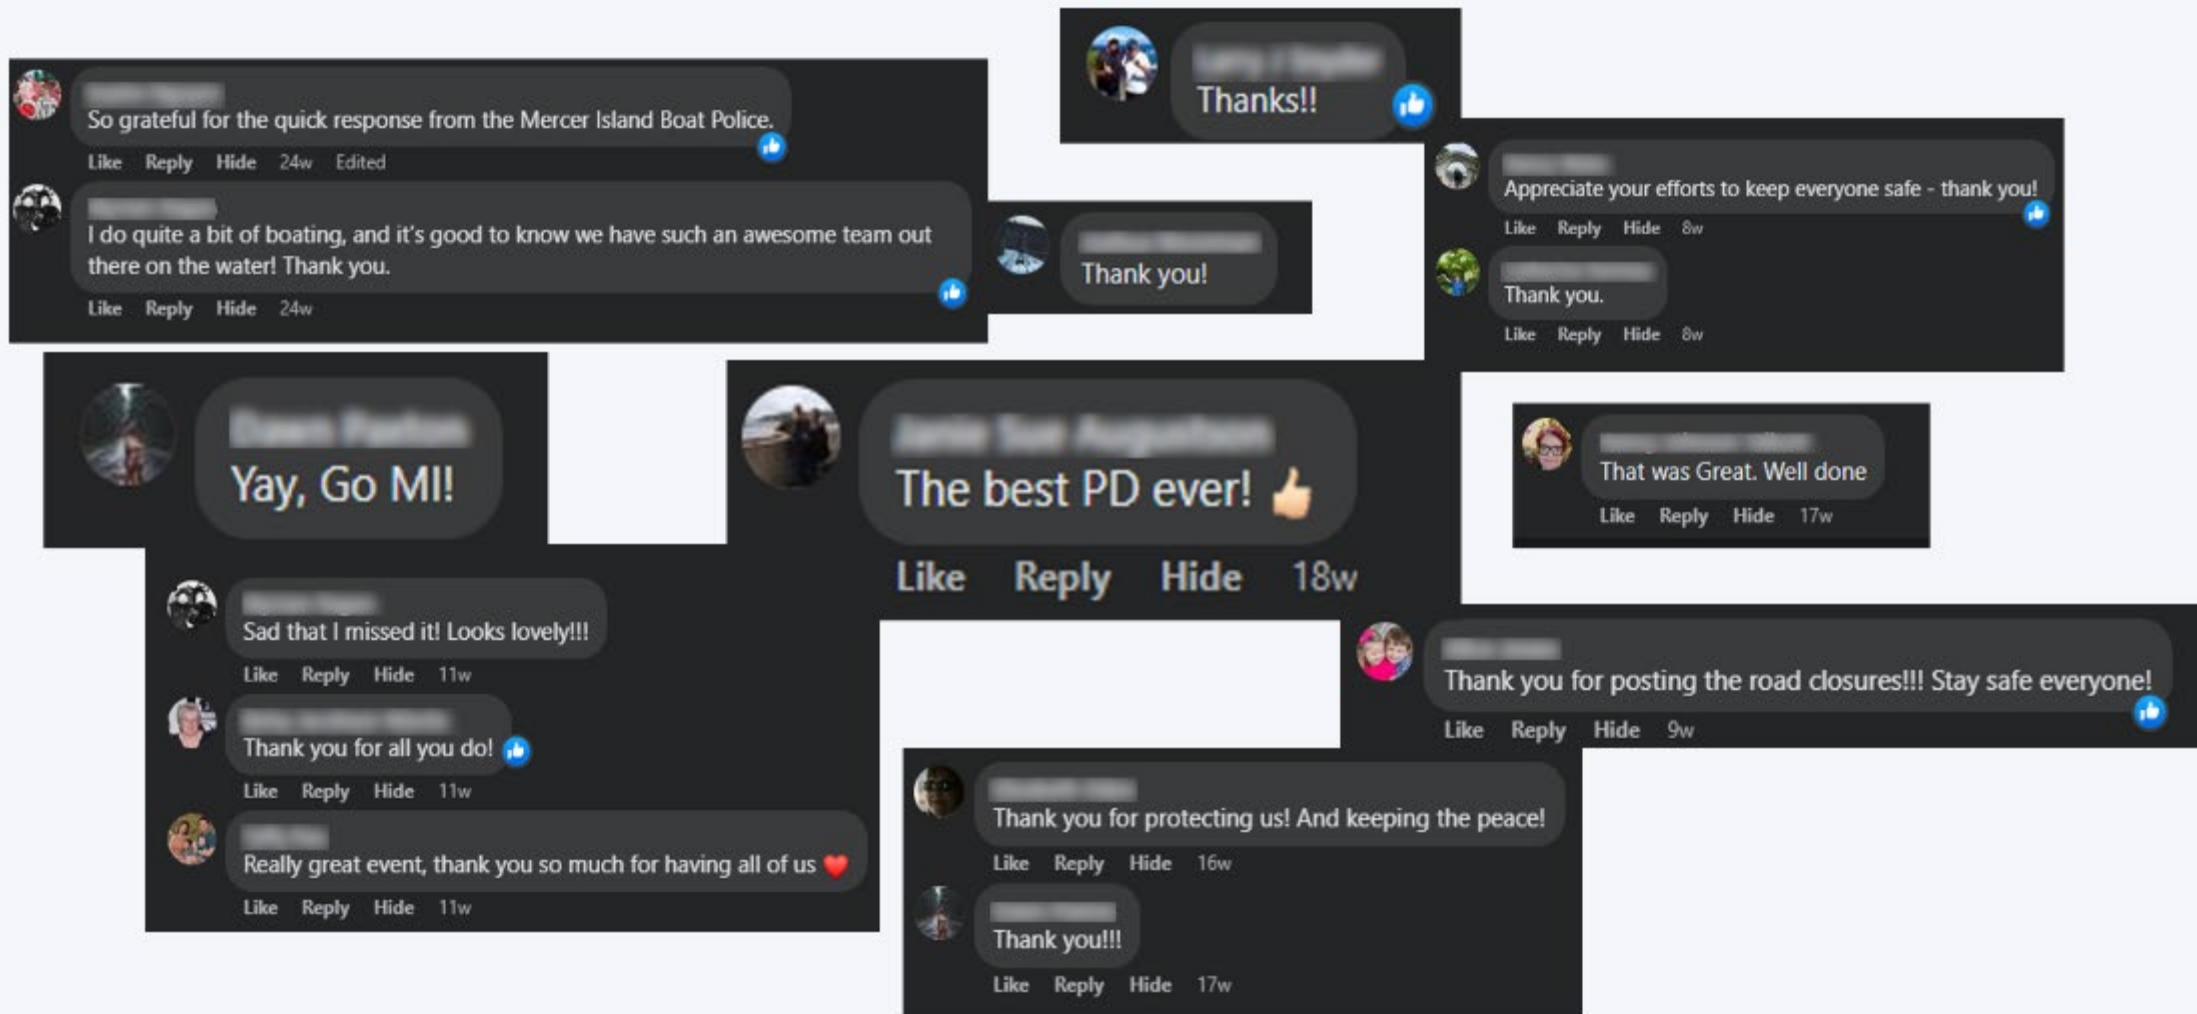 So grateful for the quick response from the Mercer Island Boat Police.
Like Reply Hide 24w Edited
I do quite a bit of boating, and it's good to know we have such an awesome team out
there on the water! Thank you.
Like Reply Hide 24w
Thanks!!
Thank you!
Appreciate your efforts to keep everyone safe - thank you!
Like Reply Hide 8w
Thank you.
Like Reply Hide 8w
Yay, Go MI!
The best PD ever! 👍🏼
Like Reply Hide 18w
That was Great. Well done
Like Reply Hide 17w
Sad that I missed it! Looks lovely!!!
Like Reply Hide 11w
Thank you for all you do!
Like Reply Hide 11w
Really great event, thank you so much for having all of us ❤️
Like Reply Hide 11w
Thank you for posting the road closures!!! Stay safe everyone!
Like Reply Hide 9w
Thank you for protecting us! And keeping the peace!
Like Reply Hide 16w
Thank you!!!
Like Reply Hide 17w